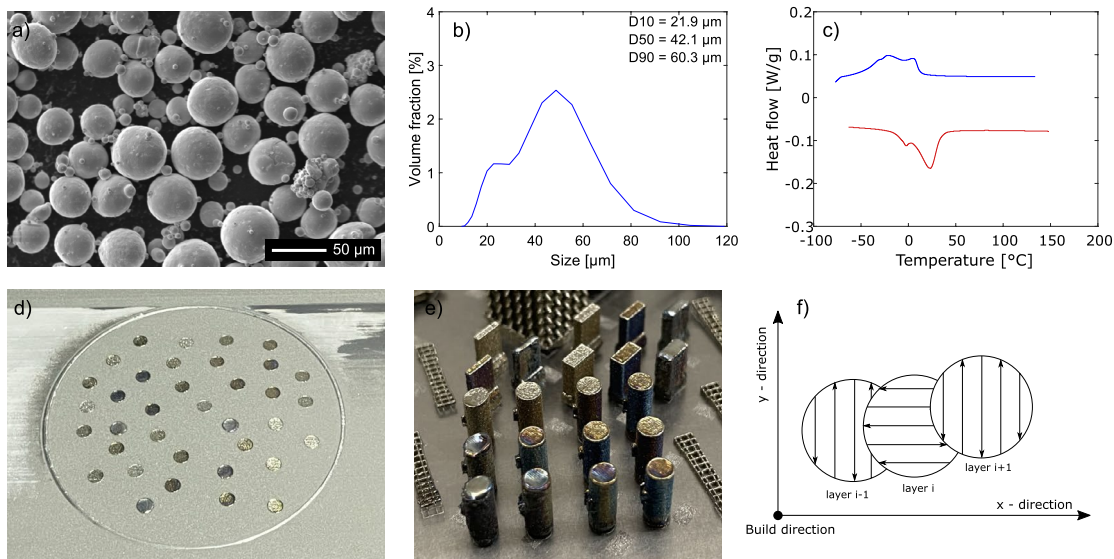 a)
50 µm
b)
D10 = 21.9 µm
D50 = 42.1 µm
D90 = 60.3 µm
4
3
2
1
0
Volume fraction [%]
0 20 40 60 80 100 120
Size [µm]
c)
0.2
0.1
0
-0.1
-0.2
-0.3
Heat flow [W/g]
-100 -50 0 50 100 150 200
Temperature [°C]
d)
e)
f)
y - direction
layer i-1
layer i
layer i+1
x - direction
Build direction